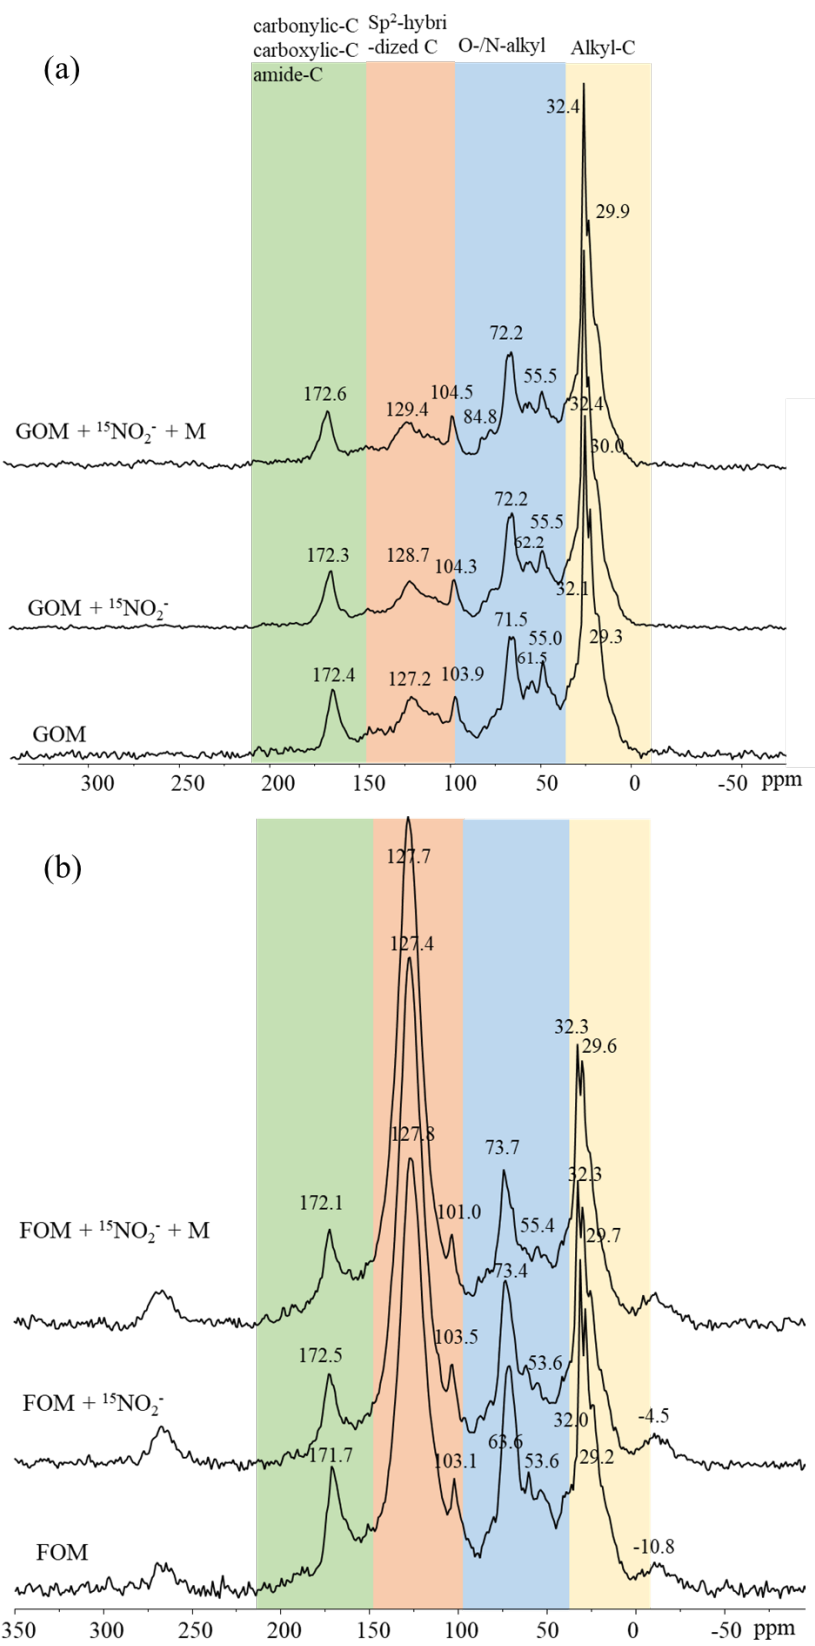 carbonylic-C Sp²-hybri
carboxylic-C -dized C O-/N-alkyl Alkyl-C
amide-C
(a)
32.4
29.9
72.2
55.5
172.6 129.4 104.5 84.8
GOM + ¹⁵NO₂⁻ + M
32.4
30.0
72.2
55.5
62.2
172.3 128.7 104.3
GOM + ¹⁵NO₂⁻
32.1
29.3
71.5
55.0
61.5
172.4 127.2 103.9
GOM
300 250 200 150 100 50 0 -50 ppm
(b)
127.7
127.4
32.3
29.6
127.8
73.7
172.1 101.0 55.4
FOM + ¹⁵NO₂⁻ + M
32.3
29.7
73.4
172.5 103.5 53.6
FOM + ¹⁵NO₂⁻
32.0
29.2
-4.5
63.6
171.7 103.1 53.6
-10.8
FOM
350 300 250 200 150 100 50 0 -50 ppm